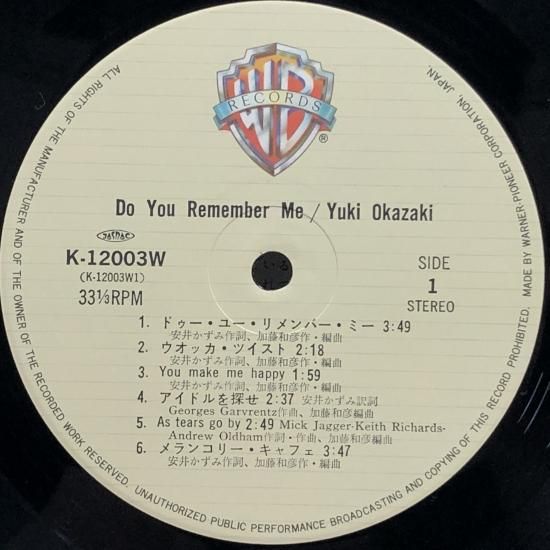 WB
RECORDS
®
Do You Remember Me / Yuki Okazaki
JASRAC
K-12003W
(K-12003W1)
33⅓RPM
SIDE
1
STEREO
1. ドゥー・ユー・リメンバー・ミー 3:49
安井かずみ作詞、加藤和彦作・編曲
2. ウオッカ・ツイスト 2:18
安井かずみ作詞、加藤和彦作・編曲
3. You make me happy 1:59
安井かずみ作詞、加藤和彦作・編曲
4. アイドルを探せ 2:37 安井かずみ訳詞
Georges Garvrentz作曲、加藤和彦編曲
5. As tears go by 2:49 Mick Jagger-Keith Richards-
Andrew Oldham作詞・作曲、加藤和彦編曲
6. メランコリー・キャフェ 3:47
安井かずみ作詞、加藤和彦作・編曲
ALL RIGHTS OF THE MANUFACTURER AND OF THE OWNER OF THE RECORDED WORK RESERVED. UNAUTHORIZED PUBLIC PERFORMANCE BROADCASTING AND COPYING OF THIS RECORD PROHIBITED. MADE BY WARNER-PIONEER CORPORATION, JAPAN.